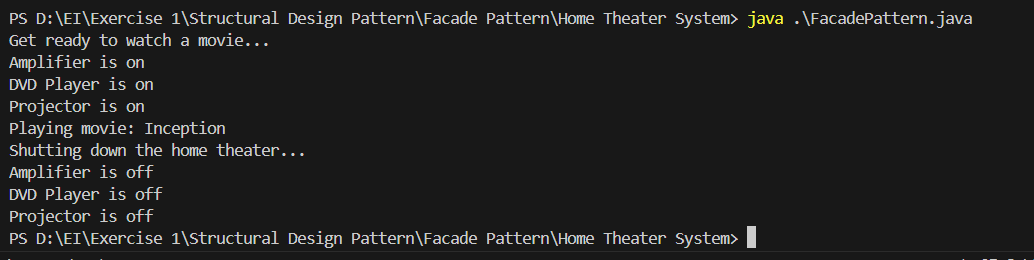 PS D:\EI\Exercise 1\Structural Design Pattern\Facade Pattern\Home Theater System> java .\FacadePattern.java
Get ready to watch a movie...
Amplifier is on
DVD Player is on
Projector is on
Playing movie: Inception
Shutting down the home theater...
Amplifier is off
DVD Player is off
Projector is off
PS D:\EI\Exercise 1\Structural Design Pattern\Facade Pattern\Home Theater System>